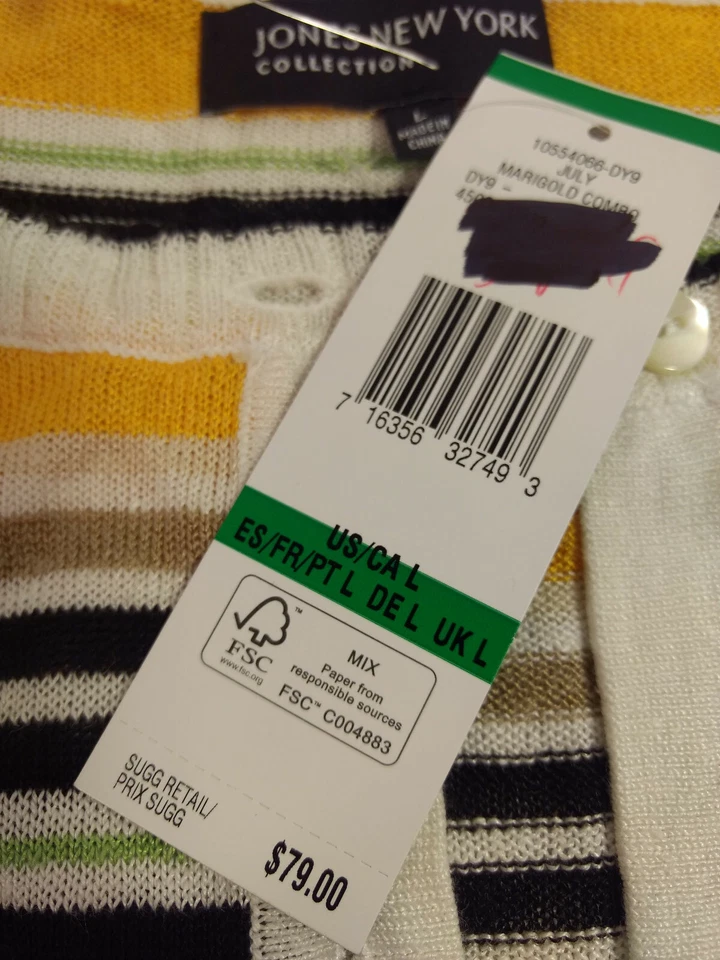 JONES NEW YORK
COLLECTION
L
MADE IN
CHINA
10554066-DY9
JULY
MARIGOLD COMBO
DY9 -
7 16356 32749 3
US/CA L
ES/FR/PT L DE L UK L
FSC
www.fsc.org
™
MIX
Paper from
responsible sources
FSC™ C004883
SUGG RETAIL/
PRIX SUGG
$79.00